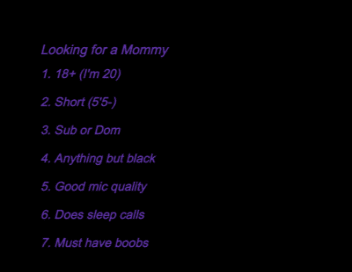 Looking for a Mommy
1. 18+ (I'm 20)
2. Short (5'5-)
3. Sub or Dom
4. Anything but black
5. Good mic quality
6. Does sleep calls
7. Must have boobs